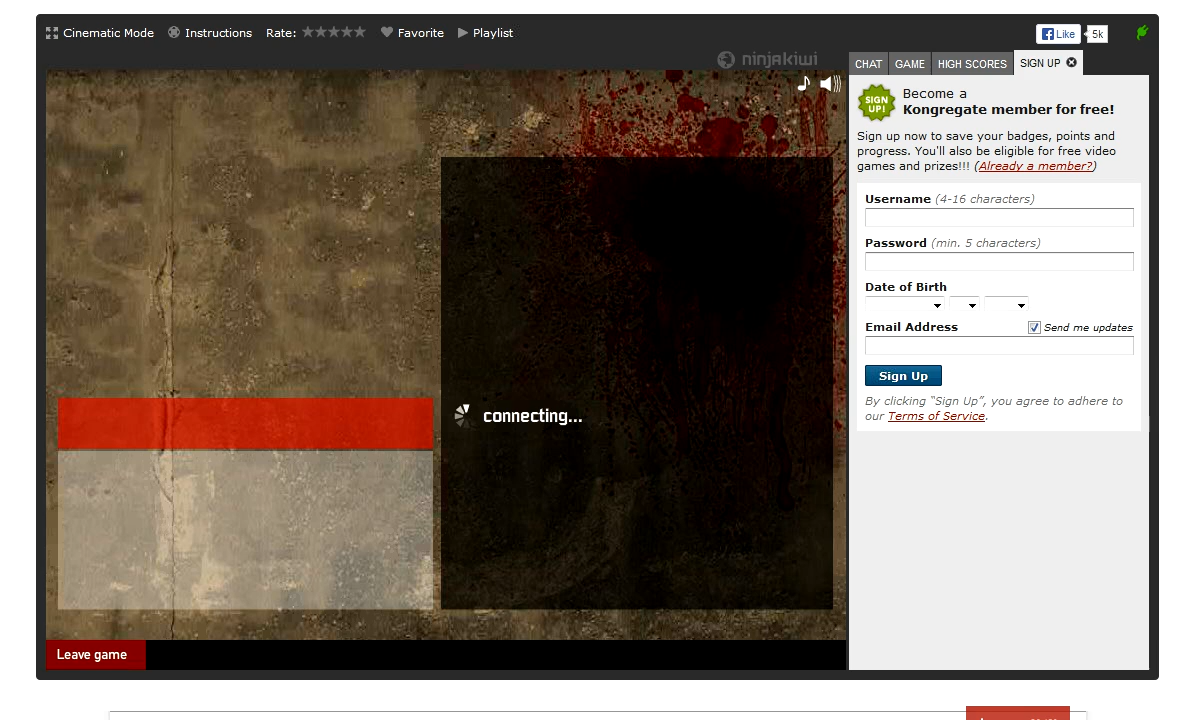 Cinematic Mode Instructions Rate: Favorite Playlist
Like 5k
ninjakiwi
CHAT GAME HIGH SCORES SIGN UP
SIGN UP!
Become a
Kongregate member for free!
Sign up now to save your badges, points and
progress. You'll also be eligible for free video
games and prizes!!! (Already a member?)
Username (4-16 characters)
Password (min. 5 characters)
Date of Birth
Email Address Send me updates
Sign Up
By clicking “Sign Up”, you agree to adhere to
our Terms of Service.
connecting...
Leave game